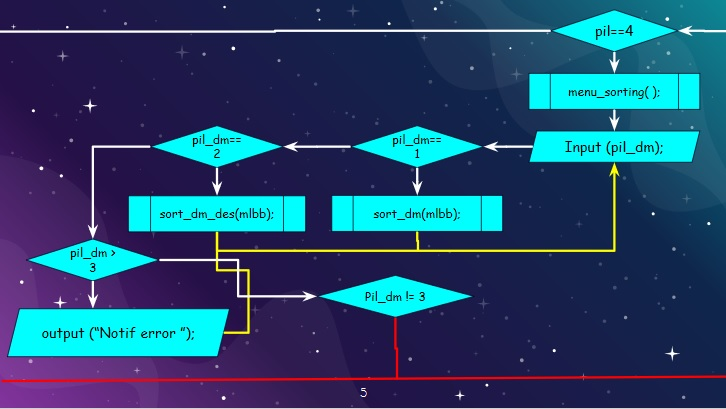 pil==4
menu_sorting( );
Input (pil_dm);
pil_dm==
1
pil_dm==
2
sort_dm(mlbb);
sort_dm_des(mlbb);
pil_dm >
3
Pil_dm != 3
output (“Notif error ”);
5